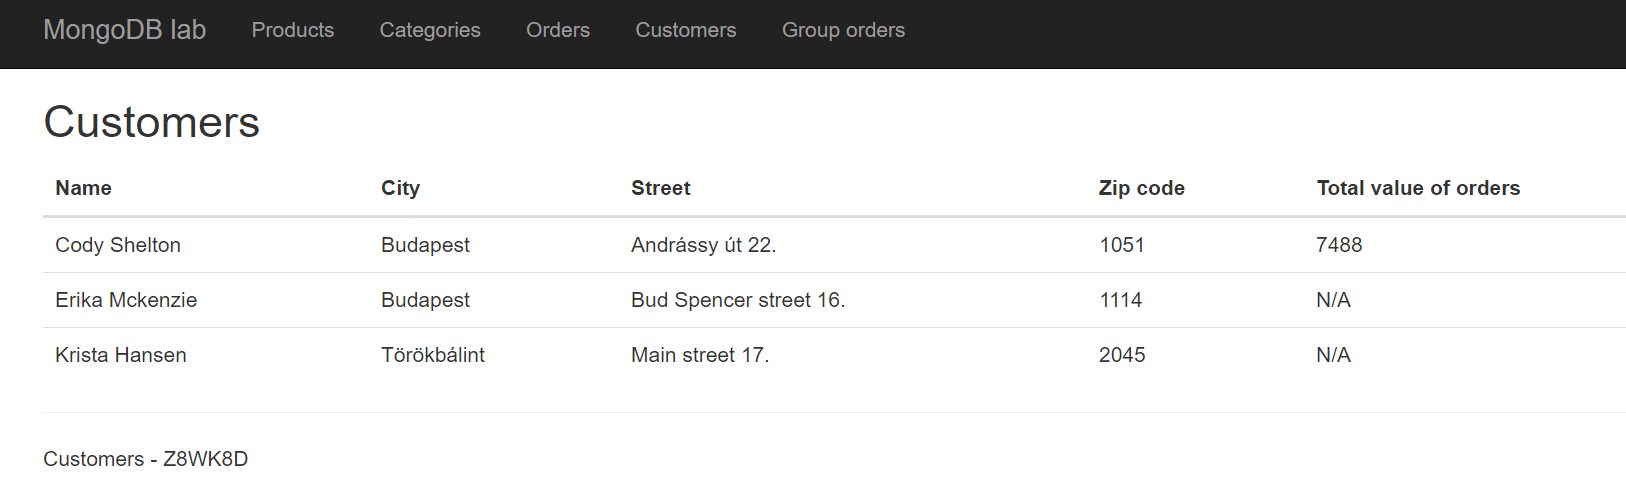 MongoDB lab Products Categories Orders Customers Group orders
Customers
Name City Street Zip code Total value of orders
Cody Shelton Budapest Andrássy út 22. 1051 7488
Erika Mckenzie Budapest Bud Spencer street 16. 1114 N/A
Krista Hansen Törökbálint Main street 17. 2045 N/A
Customers - Z8WK8D